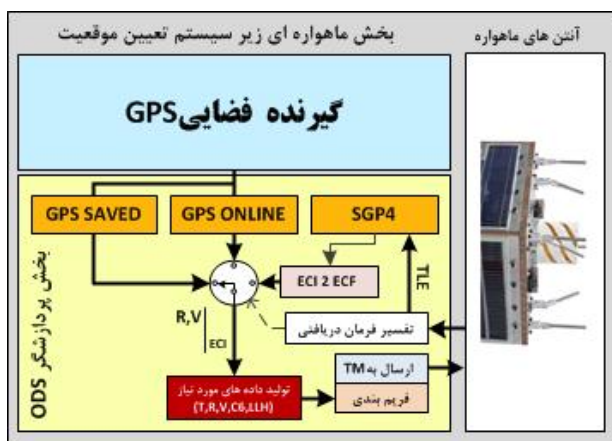 بخش ماهواره ای زیر سیستم تعیین موقعیت
آنتن های ماهواره
گیرنده فضاییGPS
GPS SAVED
GPS ONLINE
SGP4
ECI 2 ECF
TLE
تفسیر فرمان دریافتی
R,V
ECI
ارسال به TM
فریم بندی
تولید داده های مورد نیاز
(T,R,V,C6,LLH)
بخش پردازشگر ODS